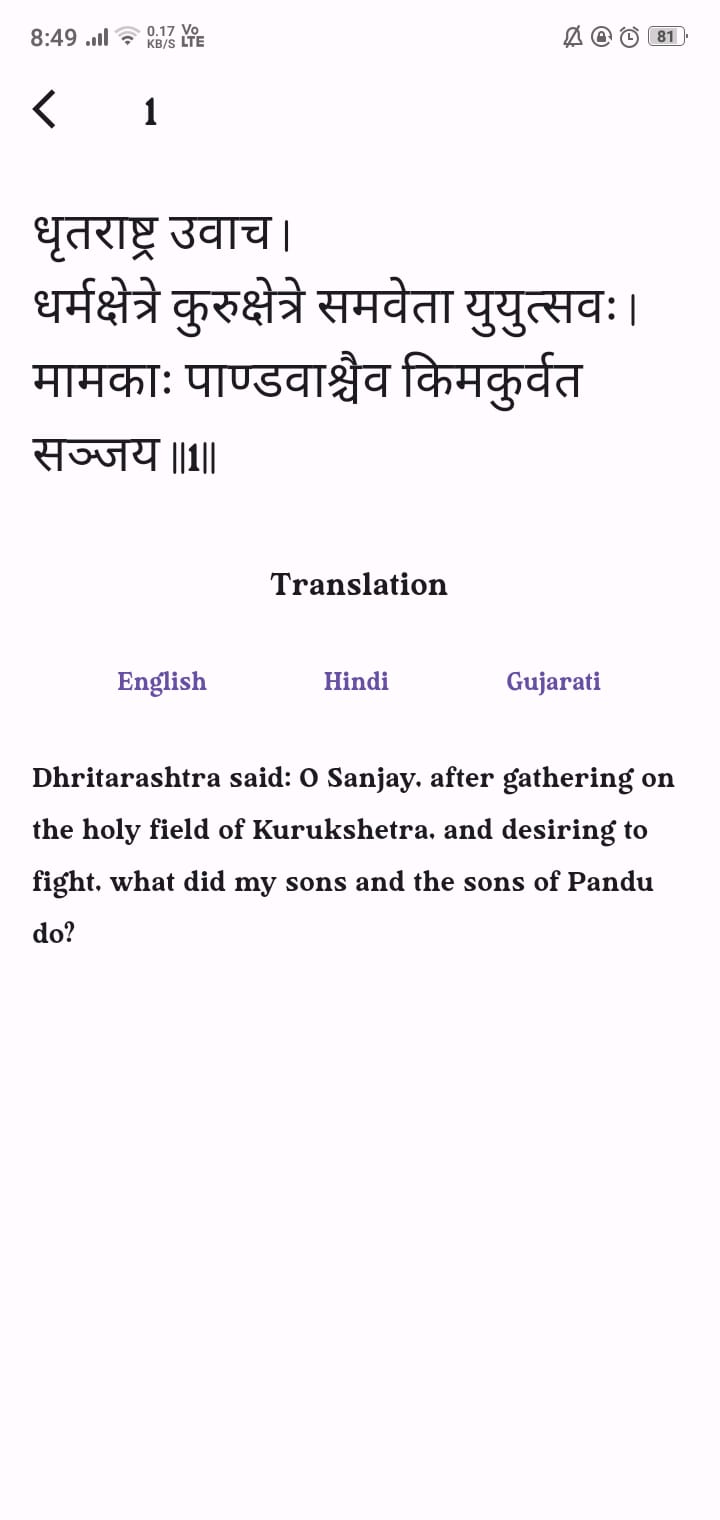 8:49 0.17 KB/S Vo LTE 81
1
धृतराष्ट्र उवाच।
धर्मक्षेत्रे कुरुक्षेत्रे समवेता युयुत्सवः।
मामकाः पाण्डवाश्चैव किमकुर्वत
सञ्जय ॥1॥
Translation
English Hindi Gujarati
Dhritarashtra said: O Sanjay, after gathering on
the holy field of Kurukshetra, and desiring to
fight, what did my sons and the sons of Pandu
do?